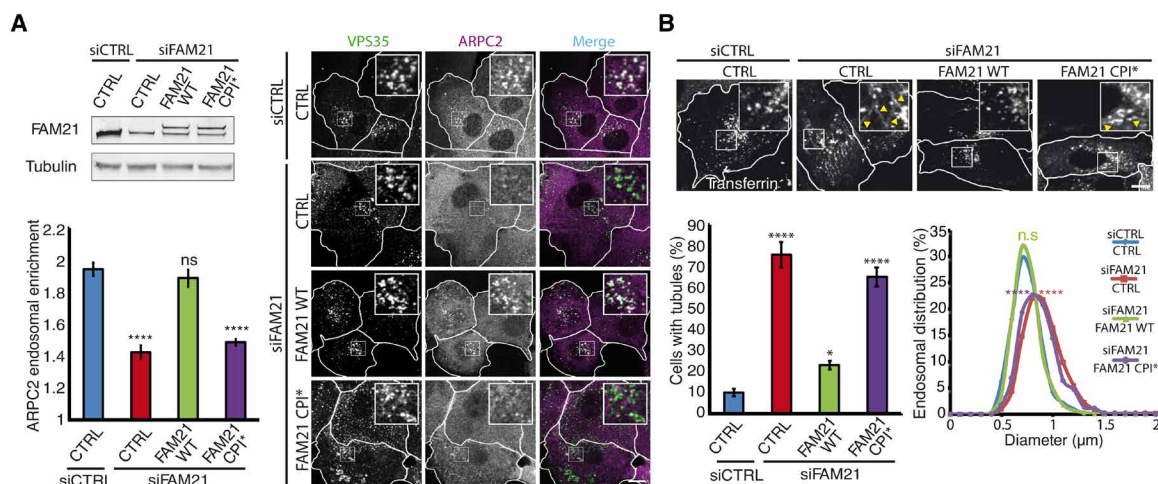 A
siCTRL siFAM21
CTRL
CTRL
FAM21
WT
FAM21
CPI*
FAM21
Tubulin
ARPC2 endosomal enrichment
2.2
2
1.8
1.6
1.4
1.2
1
ns
****
****
CTRL
CTRL
FAM21
WT
FAM21
CPI*
siCTRL
siFAM21
VPS35 ARPC2 Merge
siCTRL
CTRL
siFAM21
CTRL
FAM21 WT
FAM21 CPI*
B
siCTRL siFAM21
CTRL CTRL FAM21 WT FAM21 CPI*
Transferrin
Cells with tubules (%)
90
80
70
60
50
40
30
20
10
0
****
*
****
CTRL
CTRL
FAM21
WT
FAM21
CPI*
siCTRL
siFAM21
Endosomal distribution (%)
35
30
25
20
15
10
5
0
n.s
**** ****
0 0.5 1 1.5 2
Diameter (µm)
siCTRL
CTRL
siFAM21
CTRL
siFAM21
FAM21 WT
siFAM21
FAM21 CPI*